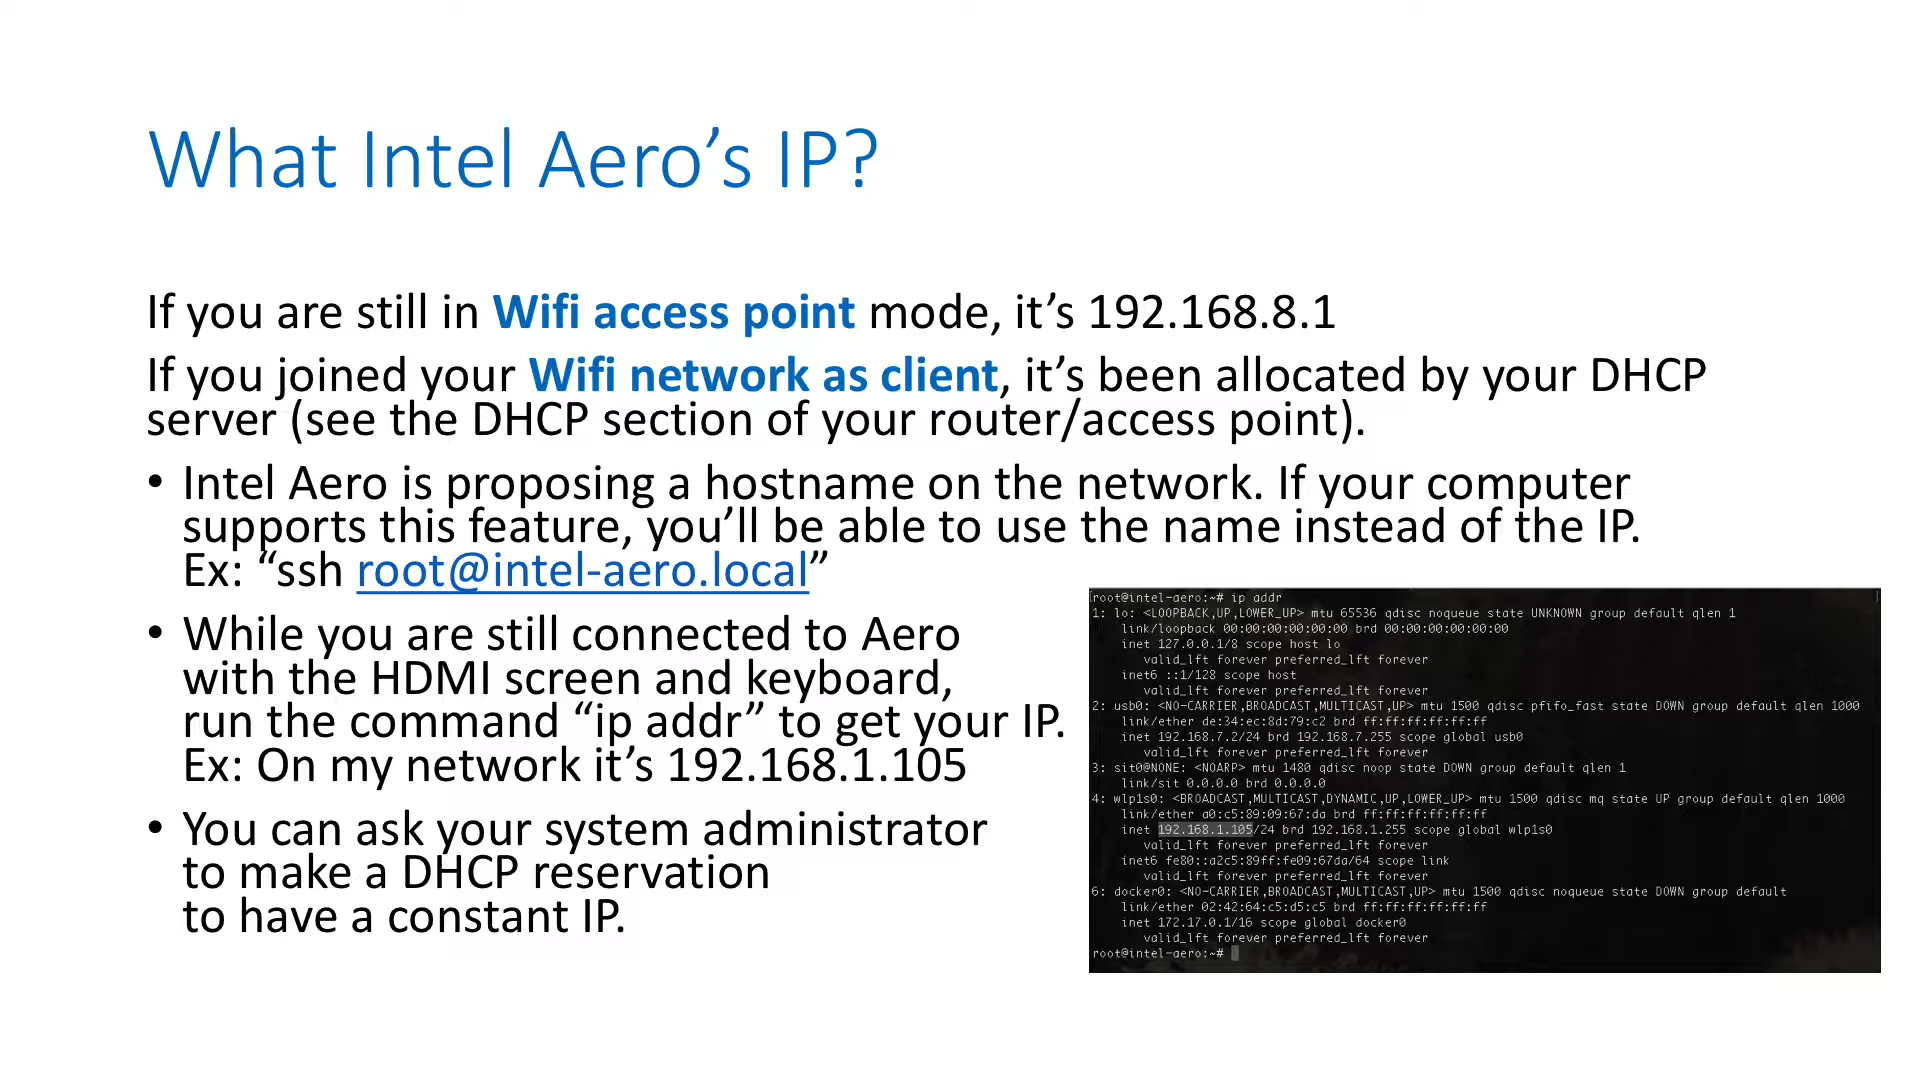 What Intel Aero’s IP?
If you are still in Wifi access point mode, it’s 192.168.8.1
If you joined your Wifi network as client, it’s been allocated by your DHCP
server (see the DHCP section of your router/access point).
• Intel Aero is proposing a hostname on the network. If your computer
supports this feature, you’ll be able to use the name instead of the IP.
Ex: “ssh root@intel-aero.local”
• While you are still connected to Aero
with the HDMI screen and keyboard,
run the command “ip addr” to get your IP.
Ex: On my network it’s 192.168.1.105
• You can ask your system administrator
to make a DHCP reservation
to have a constant IP.
root@intel-aero:~# ip addr
1: lo: <LOOPBACK,UP,LOWER_UP> mtu 65536 qdisc noqueue state UNKNOWN group default qlen 1
link/loopback 00:00:00:00:00:00 brd 00:00:00:00:00:00
inet 127.0.0.1/8 scope host lo
valid_lft forever preferred_lft forever
inet6 ::1/128 scope host
valid_lft forever preferred_lft forever
2: usb0: <NO-CARRIER,BROADCAST,MULTICAST,UP> mtu 1500 qdisc pfifo_fast state DOWN group default qlen 1000
link/ether de:34:ec:8d:79:c2 brd ff:ff:ff:ff:ff:ff
inet 192.168.7.2/24 brd 192.168.7.255 scope global usb0
valid_lft forever preferred_lft forever
3: sit0@NONE: <NOARP> mtu 1480 qdisc noop state DOWN group default qlen 1
link/sit 0.0.0.0 brd 0.0.0.0
4: wlp1s0: <BROADCAST,MULTICAST,DYNAMIC,UP,LOWER_UP> mtu 1500 qdisc mq state UP group default qlen 1000
link/ether a0:c5:89:09:67:da brd ff:ff:ff:ff:ff:ff
inet 192.168.1.105/24 brd 192.168.1.255 scope global wlp1s0
valid_lft forever preferred_lft forever
inet6 fe80::a2c5:89ff:fe09:67da/64 scope link
valid_lft forever preferred_lft forever
6: docker0: <NO-CARRIER,BROADCAST,MULTICAST,UP> mtu 1500 qdisc noqueue state DOWN group default
link/ether 02:42:64:c5:d5:c5 brd ff:ff:ff:ff:ff:ff
inet 172.17.0.1/16 scope global docker0
valid_lft forever preferred_lft forever
root@intel-aero:~#